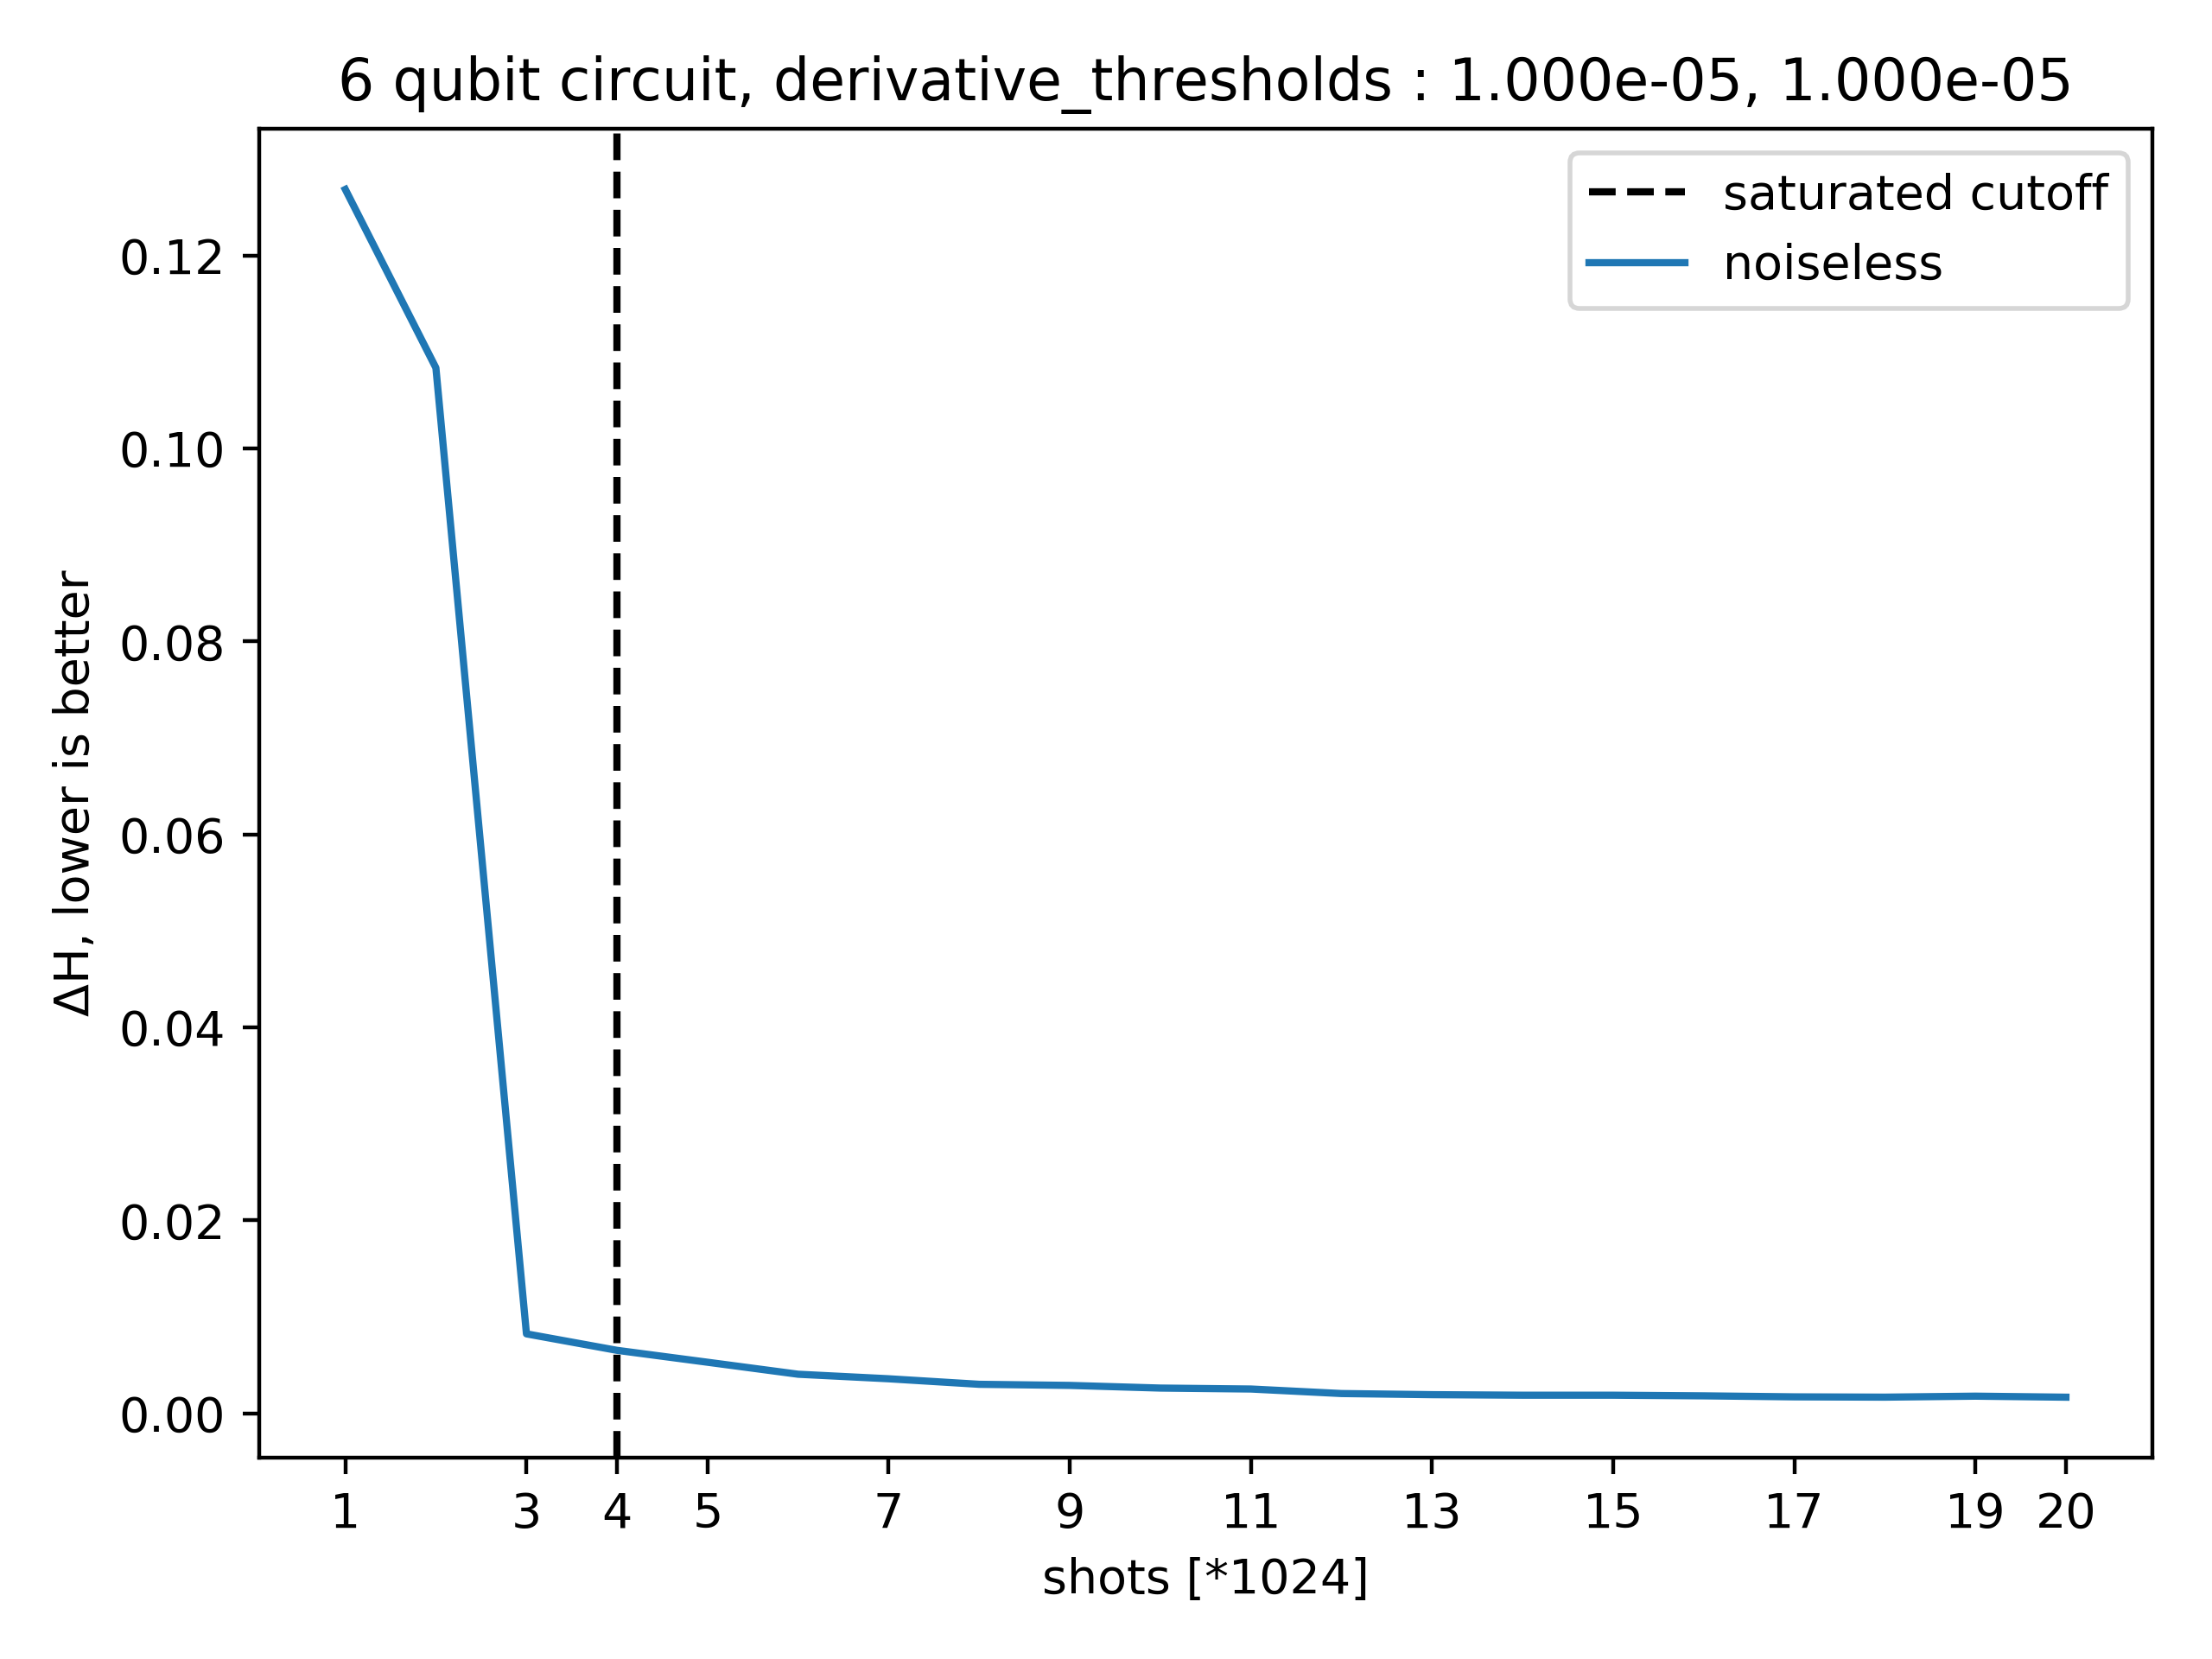 6 qubit circuit, derivative_thresholds : 1.000e-05, 1.000e-05
saturated cutoff
noiseless
0.12
0.10
0.08
0.06
0.04
0.02
0.00
ΔH, lower is better
1 3 4 5 7 9 11 13 15 17 19 20
shots [*1024]